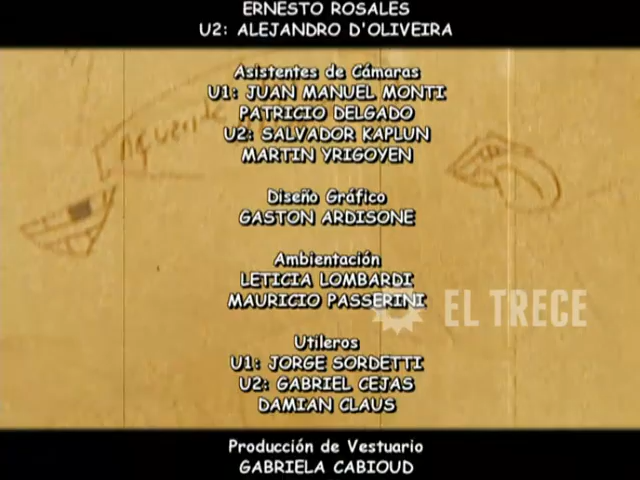 ERNESTO ROSALES
U2: ALEJANDRO D'OLIVEIRA
Asistentes de Cámaras
U1: JUAN MANUEL MONTI
PATRICIO DELGADO
U2: SALVADOR KAPLUN
MARTIN YRIGOYEN
Diseño Gráfico
GASTON ARDISONE
Ambientación
LETICIA LOMBARDI
MAURICIO PASSERINI
EL TRECE
Utileros
U1: JORGE SORDETTI
U2: GABRIEL CEJAS
DAMIAN CLAUS
Producción de Vestuario
GABRIELA CABIOUD